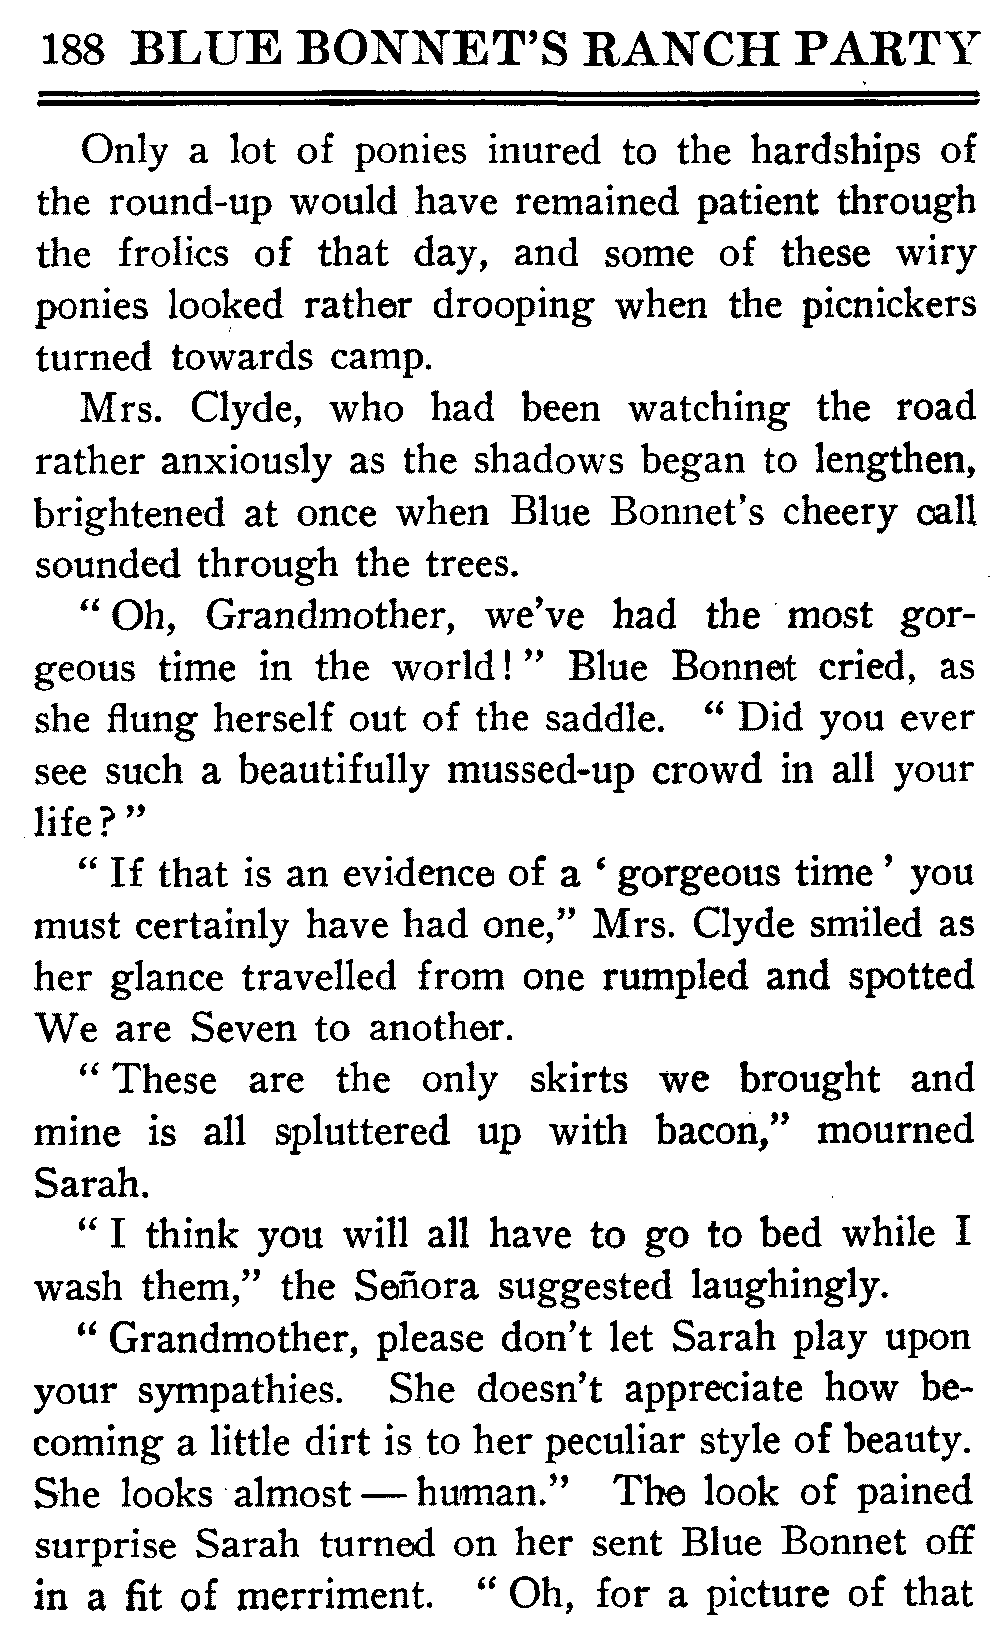 188 BLUE BONNET'S RANCH PARTY
Only a lot of ponies inured to the hardships of
the round-up would have remained patient through
the frolics of that day, and some of these wiry
ponies looked rather drooping when the picnickers
turned towards camp.
Mrs. Clyde, who had been watching the road
rather anxiously as the shadows began to lengthen,
brightened at once when Blue Bonnet's cheery call
sounded through the trees.
“ Oh, Grandmother, we've had the most gor-
geous time in the world! ” Blue Bonnet cried, as
she flung herself out of the saddle. “ Did you ever
see such a beautifully mussed-up crowd in all your
life? ”
“ If that is an evidence of a ‘ gorgeous time ’ you
must certainly have had one,” Mrs. Clyde smiled as
her glance travelled from one rumpled and spotted
We are Seven to another.
“ These are the only skirts we brought and
mine is all spluttered up with bacon,” mourned
Sarah.
“ I think you will all have to go to bed while I
wash them,” the Señora suggested laughingly.
“ Grandmother, please don't let Sarah play upon
your sympathies. She doesn't appreciate how be-
coming a little dirt is to her peculiar style of beauty.
She looks almost — human.” The look of pained
surprise Sarah turned on her sent Blue Bonnet off
in a fit of merriment. “ Oh, for a picture of that